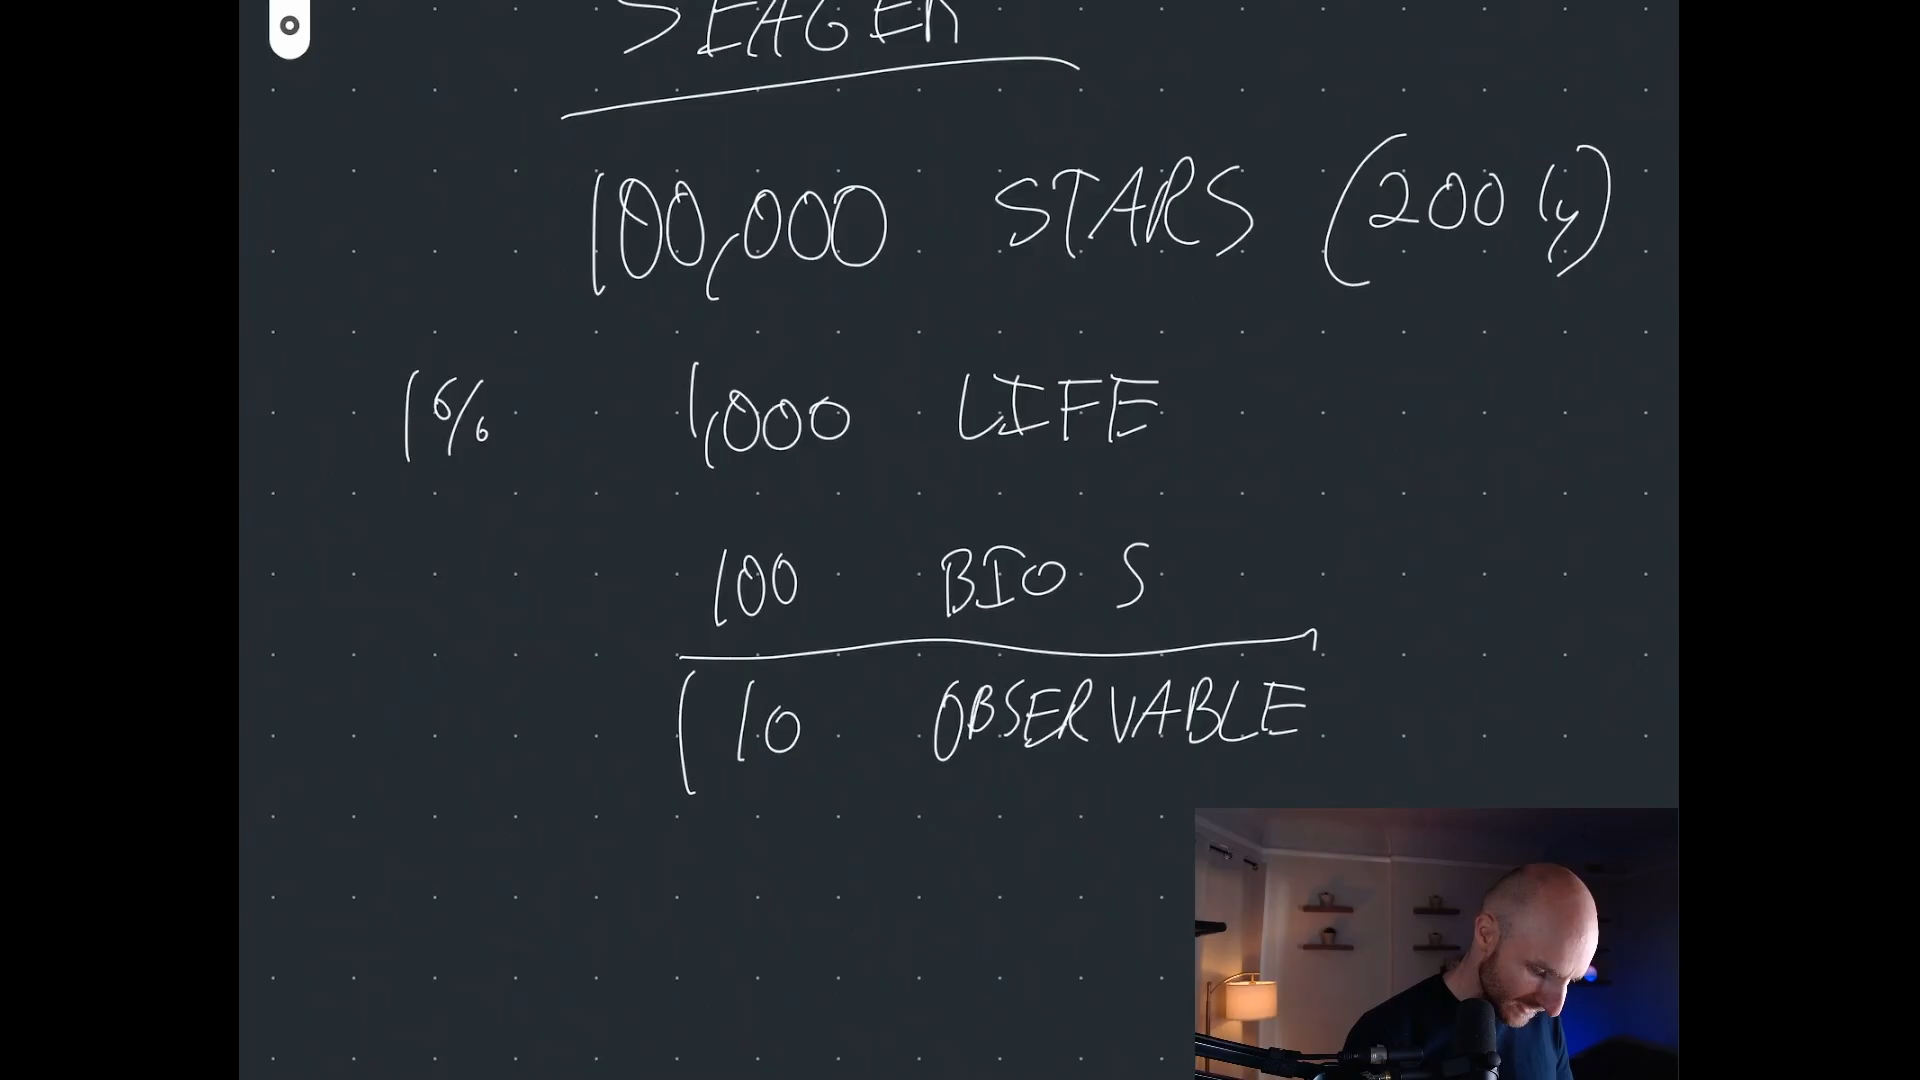 SEAGER
100,000 STARS (200 ly)
1% 1,000 LIFE
100 BIO S
10 OBSERVABLE